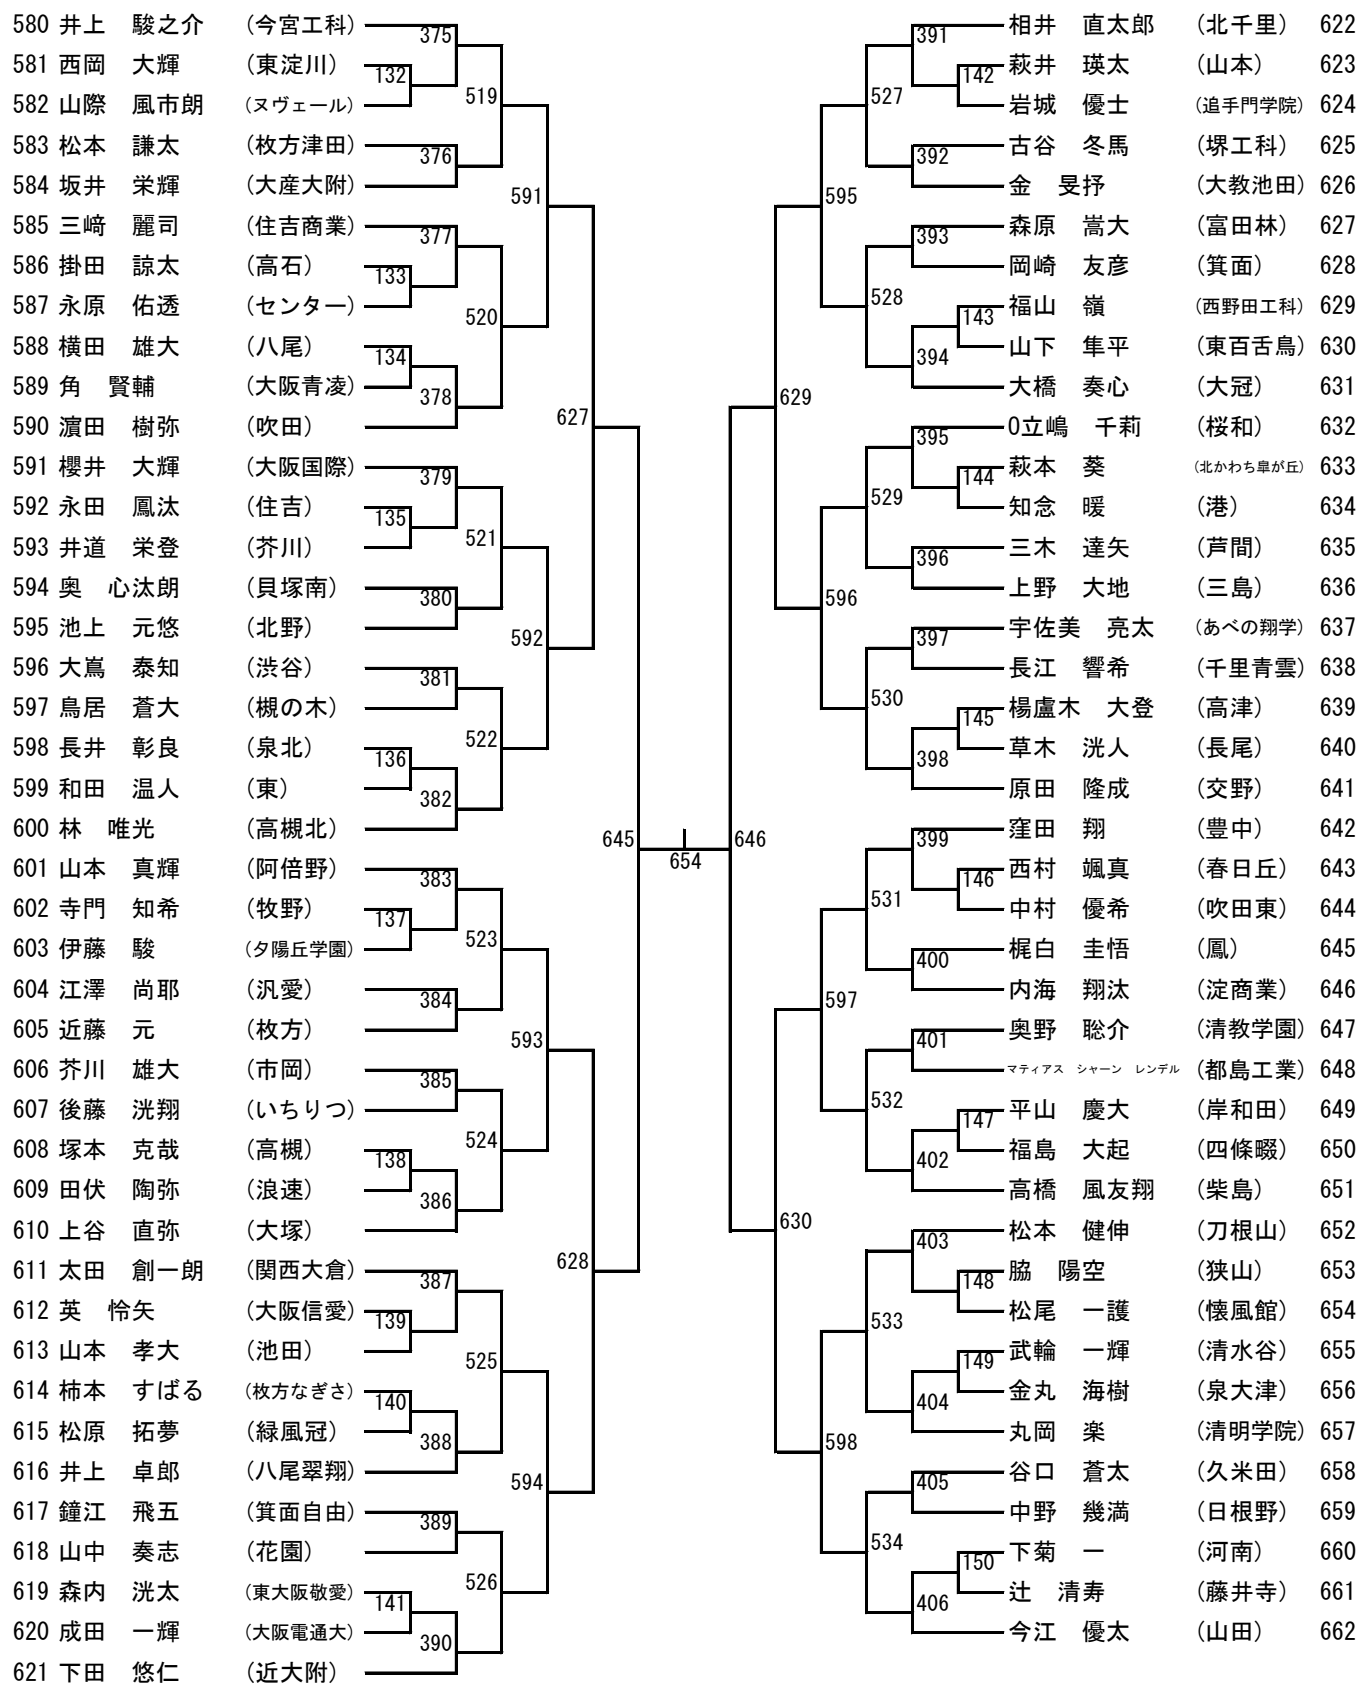 580 井上　駿之介 (今宮工科)
581 西岡　大輝 (東淀川)
582 山際　風市朗 (ヌヴェール)
583 松本　謙太 (枚方津田)
584 坂井　栄輝 (大産大附)
585 三﨑　麗司 (住吉商業)
586 掛田　諒太 (高石)
587 永原　佑透 (センター)
588 横田　雄大 (八尾)
589 角　賢輔 (大阪青凌)
590 濵田　樹弥 (吹田)
591 櫻井　大輝 (大阪国際)
592 永田　鳳汰 (住吉)
593 井道　栄登 (芥川)
594 奥　心汰朗 (貝塚南)
595 池上　元悠 (北野)
596 大嶌　泰知 (渋谷)
597 鳥居　蒼大 (槻の木)
598 長井　彰良 (泉北)
599 和田　温人 (東)
600 林　唯光 (高槻北)
601 山本　真輝 (阿倍野)
602 寺門　知希 (牧野)
603 伊藤　駿 (夕陽丘学園)
604 江澤　尚耶 (汎愛)
605 近藤　元 (枚方)
606 芥川　雄大 (市岡)
607 後藤　洸翔 (いちりつ)
608 塚本　克哉 (高槻)
609 田伏　陶弥 (浪速)
610 上谷　直弥 (大塚)
611 太田　創一朗 (関西大倉)
612 英　怜矢 (大阪信愛)
613 山本　孝大 (池田)
614 柿本　すばる (枚方なぎさ)
615 松原　拓夢 (緑風冠)
616 井上　卓郎 (八尾翠翔)
617 鐘江　飛五 (箕面自由)
618 山中　奏志 (花園)
619 森内　洸太 (東大阪敬愛)
620 成田　一輝 (大阪電通大)
621 下田　悠仁 (近大附)
375
132
376
377
133
134
378
379
135
380
381
136
382
383
137
384
385
138
386
387
139
140
388
389
141
390
519
520
521
522
523
524
525
526
591
592
593
594
627
628
645
654
646
629
630
595
596
597
598
527
528
529
530
531
532
533
534
391
142
392
393
143
394
395
144
396
397
145
398
399
146
400
401
147
402
403
148
149
404
405
150
406
相井　直太郎 (北千里) 622
萩井　瑛太 (山本) 623
岩城　優士 (追手門学院) 624
古谷　冬馬 (堺工科) 625
金　旻抒 (大教池田) 626
森原　嵩大 (富田林) 627
岡崎　友彦 (箕面) 628
福山　嶺 (西野田工科) 629
山下　隼平 (東百舌鳥) 630
大橋　奏心 (大冠) 631
0立嶋　千莉 (桜和) 632
萩本　葵 (北かわち皐が丘) 633
知念　暖 (港) 634
三木　達矢 (芦間) 635
上野　大地 (三島) 636
宇佐美　亮太 (あべの翔学) 637
長江　響希 (千里青雲) 638
楊盧木　大登 (高津) 639
草木　洸人 (長尾) 640
原田　隆成 (交野) 641
窪田　翔 (豊中) 642
西村　颯真 (春日丘) 643
中村　優希 (吹田東) 644
梶白　圭悟 (鳳) 645
内海　翔汰 (淀商業) 646
奥野　聡介 (清教学園) 647
マティアス　シャーン　レンデル (都島工業) 648
平山　慶大 (岸和田) 649
福島　大起 (四條畷) 650
高橋　風友翔 (柴島) 651
松本　健伸 (刀根山) 652
脇　陽空 (狭山) 653
松尾　一護 (懐風館) 654
武輪　一輝 (清水谷) 655
金丸　海樹 (泉大津) 656
丸岡　楽 (清明学院) 657
谷口　蒼太 (久米田) 658
中野　幾満 (日根野) 659
下菊　一 (河南) 660
辻　清寿 (藤井寺) 661
今江　優太 (山田) 662